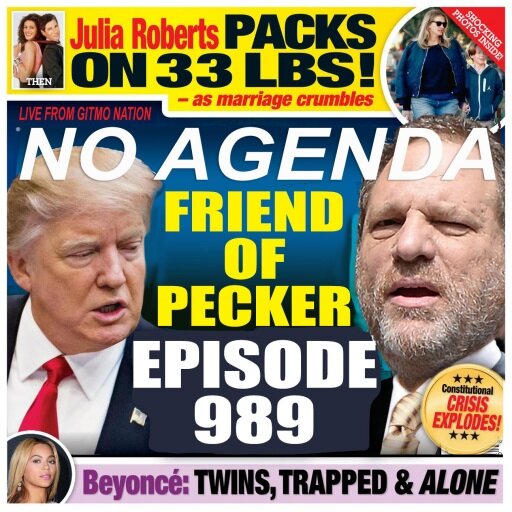 Julia Roberts PACKS
ON 33 LBS!
– as marriage crumbles
THEN
SHOCKING
PHOTOS INSIDE!
LIVE FROM GITMO NATION
NO AGENDA
FRIEND
OF
PECKER
EPISODE
989
Constitutional
CRISIS
EXPLODES!
Beyoncé: TWINS, TRAPPED & ALONE